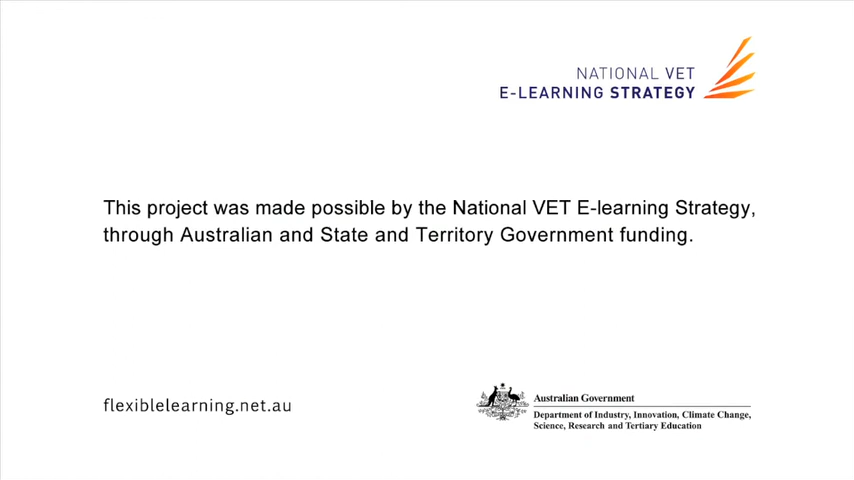 NATIONAL VET
E-LEARNING STRATEGY
This project was made possible by the National VET E-learning Strategy,
through Australian and State and Territory Government funding.
flexiblelearning.net.au
Australian Government
Department of Industry, Innovation, Climate Change,
Science, Research and Tertiary Education